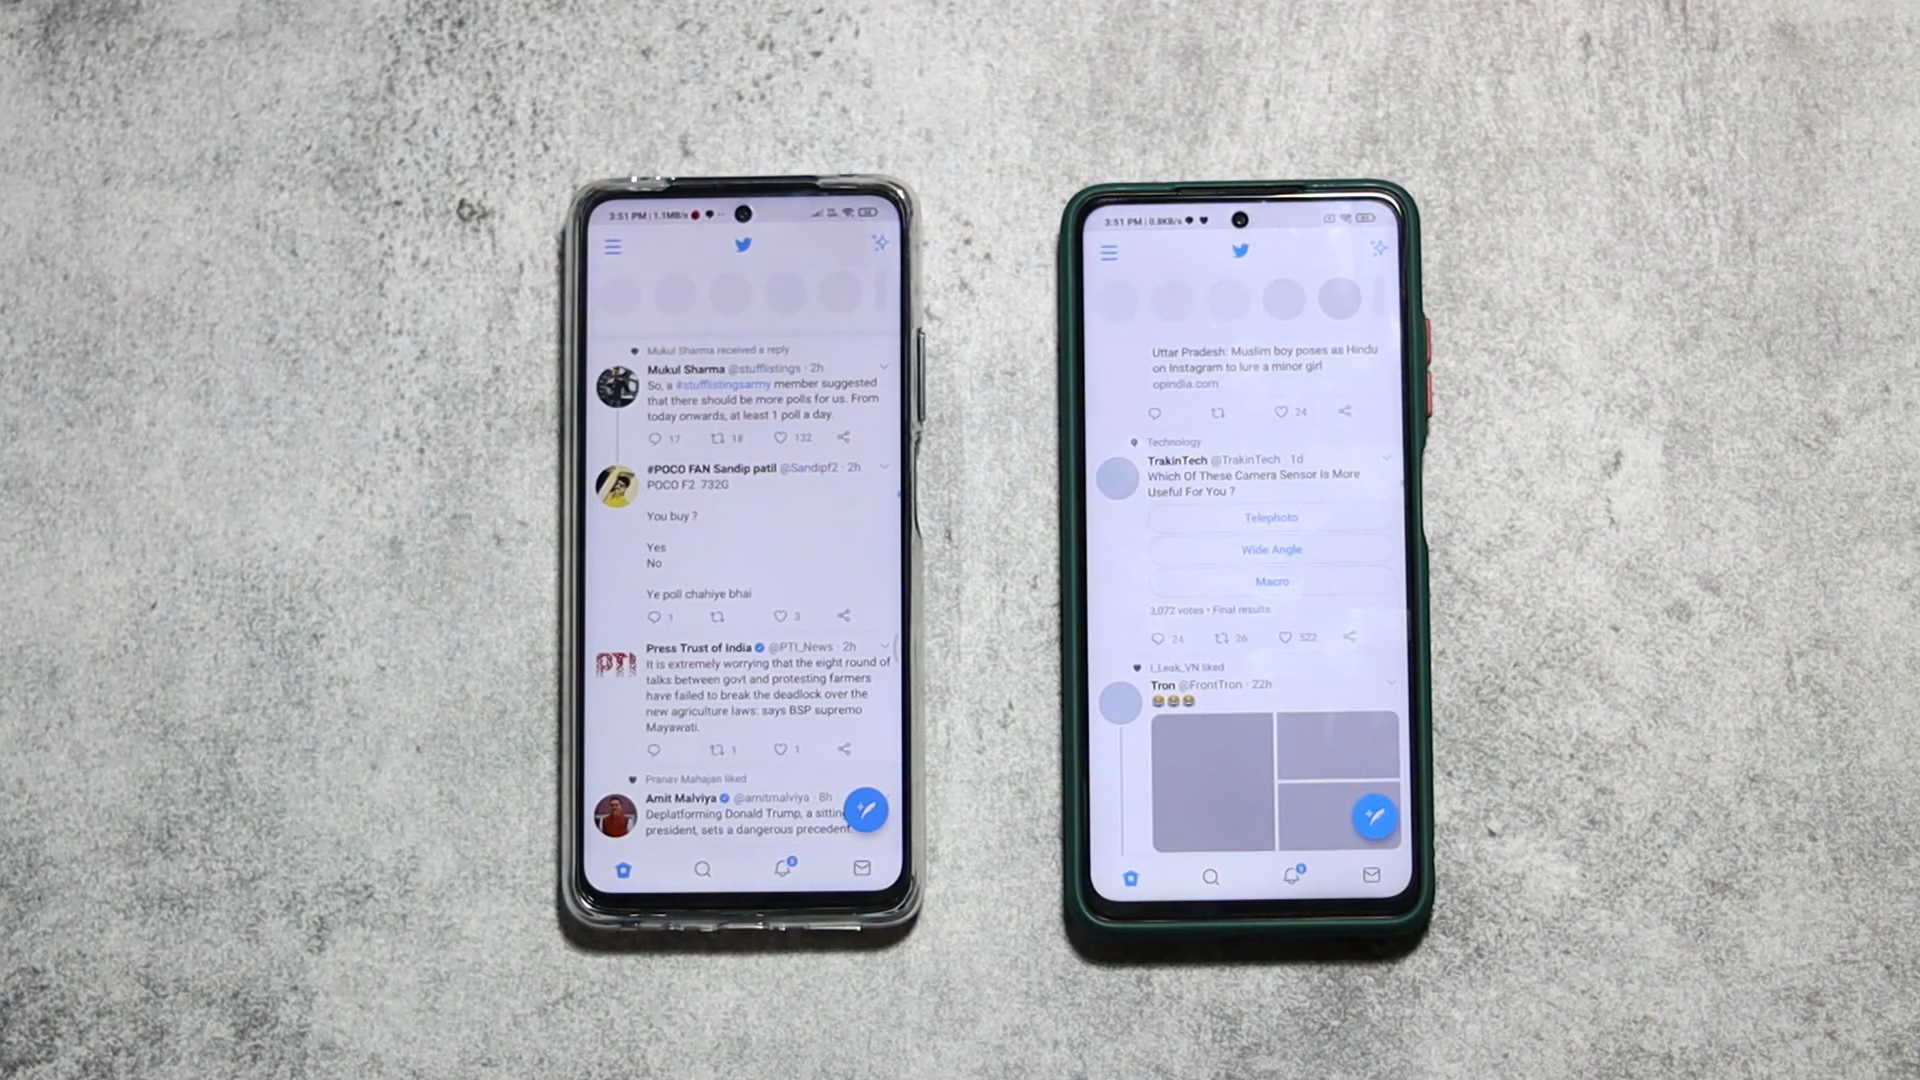 3:51 PM | 1.1MB/s
Mukul Sharma received a reply
Mukul Sharma @stufflistings · 2h
So, a #stufflistingsarmy member suggested
that there should be more polls for us. From
today onwards, at least 1 poll a day.
17 18 132
#POCO FAN Sandip patil @Sandipf2 · 2h
POCO F2 732G
You buy ?
Yes
No
Ye poll chahiye bhai
1 3
PTI
Press Trust of India @PTI_News · 2h
It is extremely worrying that the eight round of
talks between govt and protesting farmers
have failed to break the deadlock over the
new agriculture laws: says BSP supremo
Mayawati.
1 1
Pranav Mahajan liked
Amit Malviya @amitmalviya · 8h
Deplatforming Donald Trump, a sitting
president, sets a dangerous precedent.
3:51 PM | 0.8KB/s
Uttar Pradesh: Muslim boy poses as Hindu
on Instagram to lure a minor girl
opindia.com
24
Technology
TrakinTech @TrakinTech · 1d
Which Of These Camera Sensor Is More
Useful For You ?
Telephoto
Wide Angle
Macro
3,072 votes • Final results
24 26 522
I_Leak_VN liked
Tron @FrontTron · 22h
😂😂😂